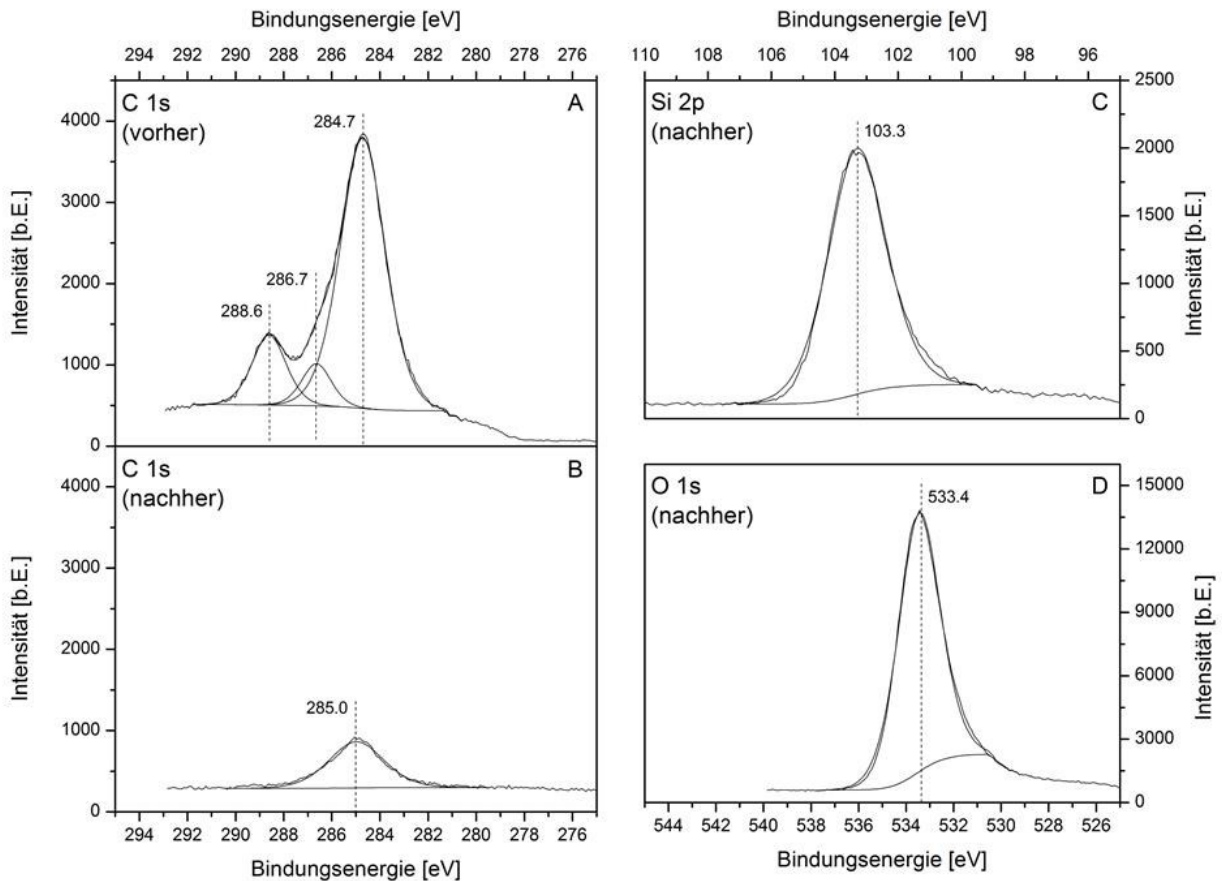 Bindungsenergie [eV]
294 292 290 288 286 284 282 280 278 276
C 1s
(vorher)
A
284.7
286.7
288.6
4000
3000
2000
1000
0
Intensität [b.E.]
C 1s
(nachher)
B
285.0
4000
3000
2000
1000
0
Intensität [b.E.]
294 292 290 288 286 284 282 280 278 276
Bindungsenergie [eV]
Bindungsenergie [eV]
110 108 106 104 102 100 98 96
Si 2p
(nachher)
C
103.3
2500
2000
1500
1000
500
0
Intensität [b.E.]
O 1s
(nachher)
D
533.4
15000
12000
9000
6000
3000
0
Intensität [b.E.]
544 542 540 538 536 534 532 530 528 526
Bindungsenergie [eV]